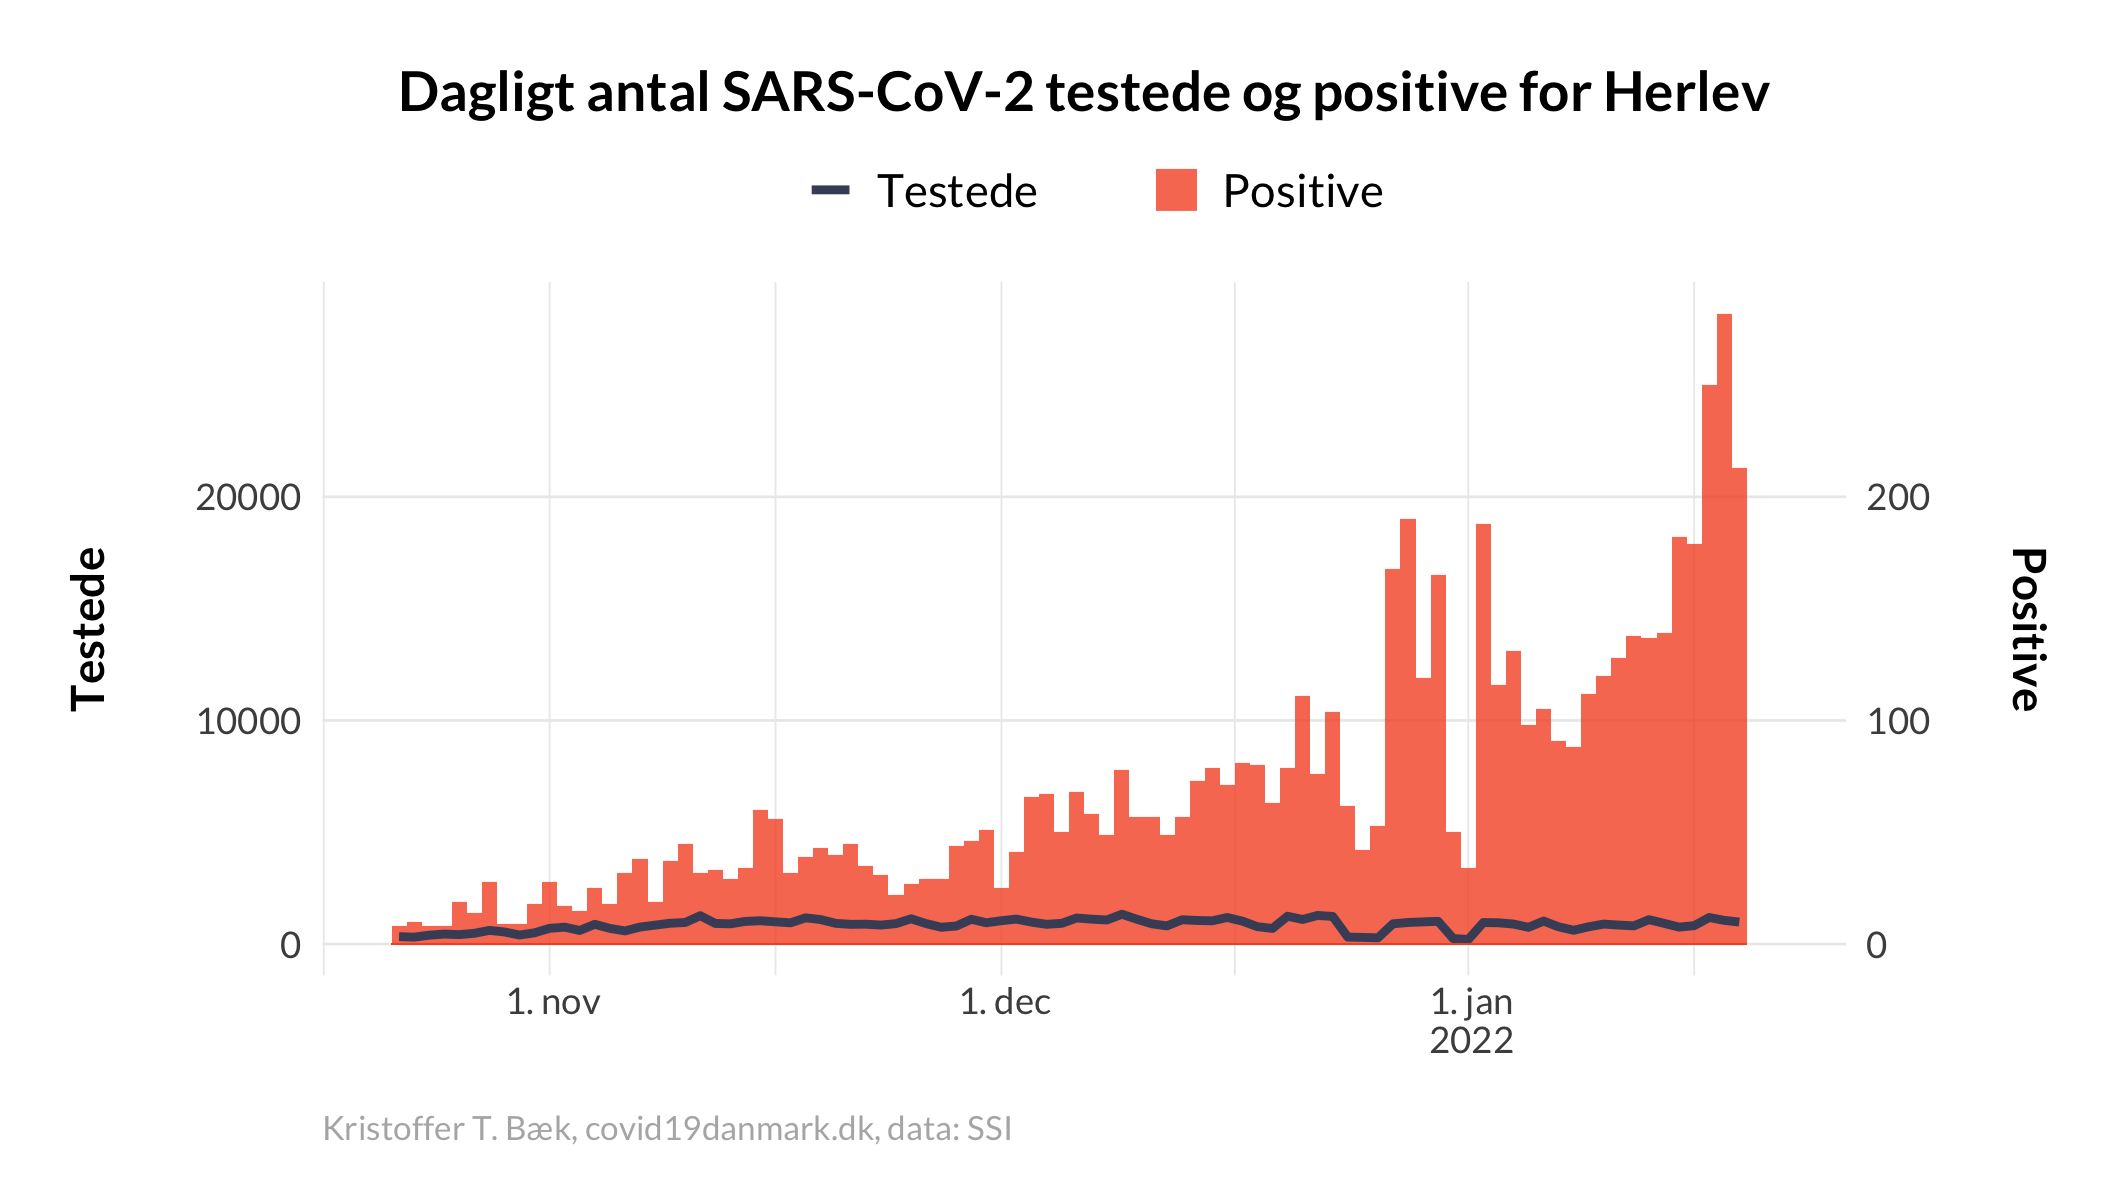 Dagligt antal SARS-CoV-2 testede og positive for Herlev
Testede
Positive
Testede
20000
10000
0
200
100
0
Positive
1. nov
1. dec
1. jan
2022
Kristoffer T. Bæk, covid19danmark.dk, data: SSI